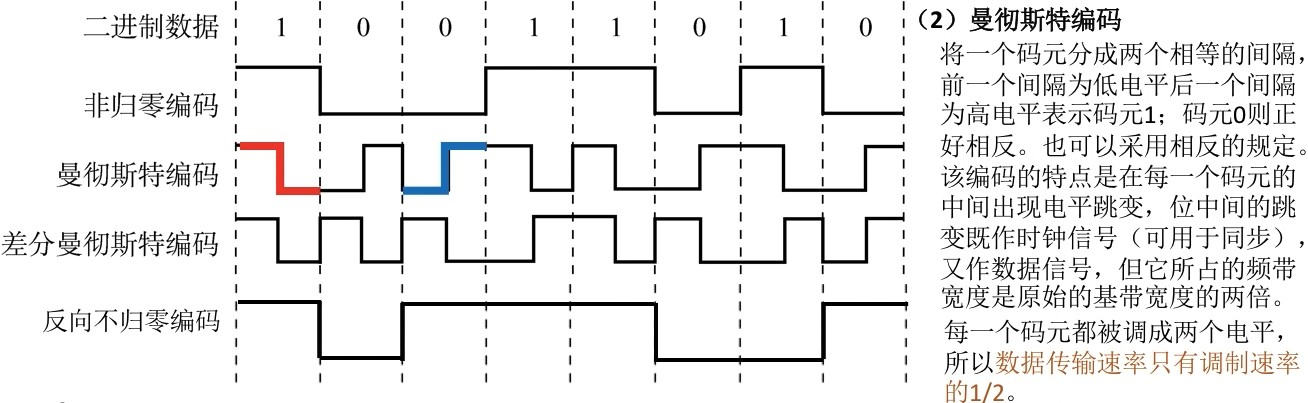 二进制数据 1 0 0 1 1 0 1 0
非归零编码
曼彻斯特编码
差分曼彻斯特编码
反向不归零编码
（2）曼彻斯特编码
将一个码元分成两个相等的间隔，
前一个间隔为低电平后一个间隔
为高电平表示码元1；码元0则正
好相反。也可以采用相反的规定。
该编码的特点是在每一个码元的
中间出现电平跳变，位中间的跳
变既作时钟信号（可用于同步），
又作数据信号，但它所占的频带
宽度是原始的基带宽度的两倍。
每一个码元都被调成两个电平，
所以数据传输速率只有调制速率
的1/2。